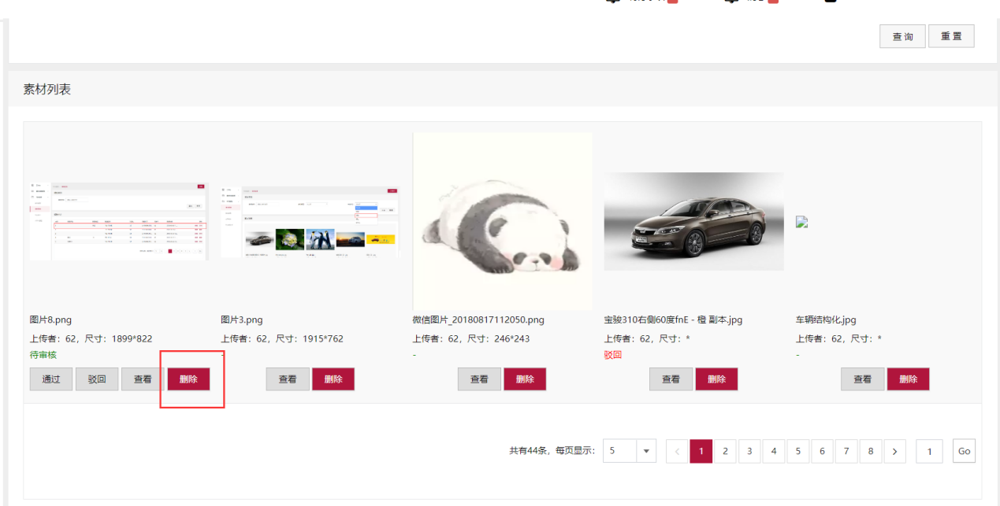 查 询 重 置
素材列表
图片8.png 图片3.png 微信图片_20180817112050.png 宝骏310右侧60度fnE - 橙 副本.jpg 车辆结构化.jpg
上传者：62，尺寸：1899*822 上传者：62，尺寸：1915*762 上传者：62，尺寸：246*243 上传者：62，尺寸：* 上传者：62，尺寸：*
待审核 - - 驳回 -
通过 驳回 查看 删除 查看 删除 查看 删除 查看 删除 查看 删除
共有44条，每页显示： 5 < 1 2 3 4 5 6 7 8 > 1 Go